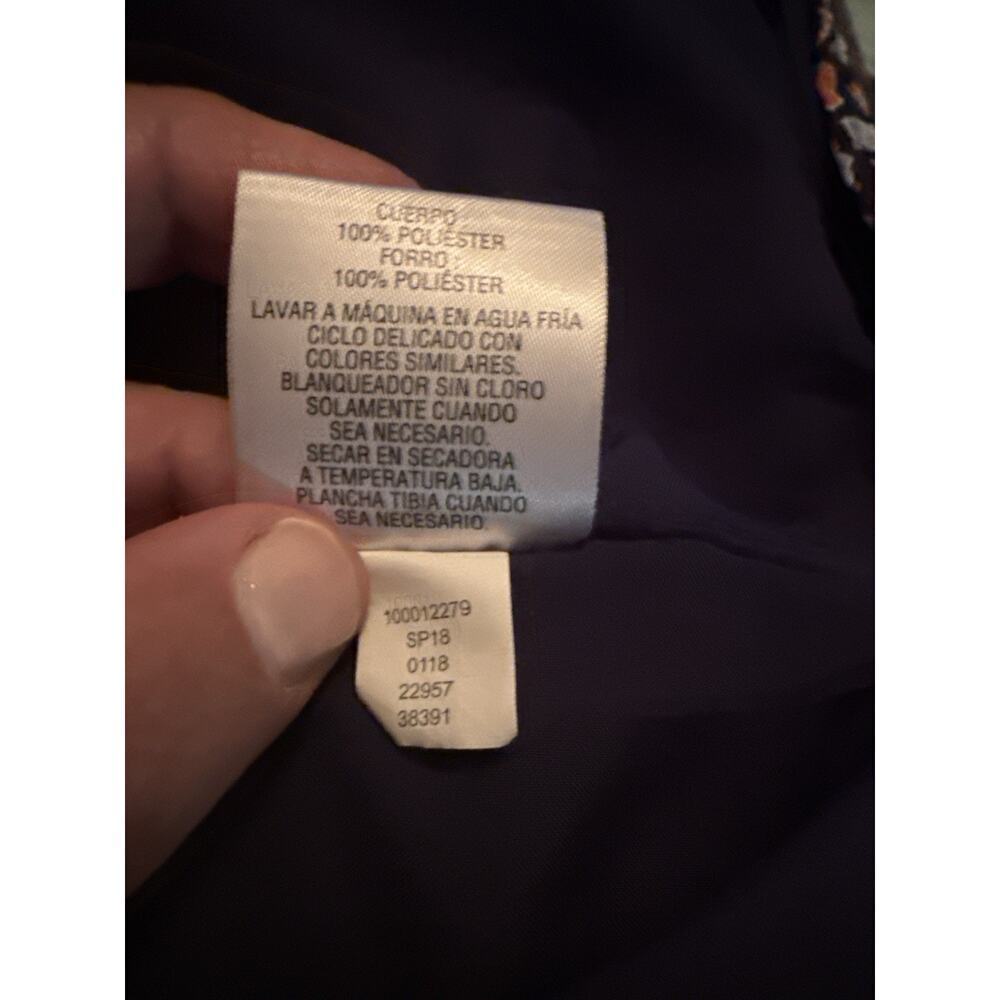 CUERPO:
100% POLIÉSTER
FORRO:
100% POLIÉSTER
LAVAR A MÁQUINA EN AGUA FRÍA
CICLO DELICADO CON
COLORES SIMILARES.
BLANQUEADOR SIN CLORO
SOLAMENTE CUANDO
SEA NECESARIO.
SECAR EN SECADORA
A TEMPERATURA BAJA.
PLANCHA TIBIA CUANDO
SEA NECESARIO.
100012279
SP18
0118
22957
38391